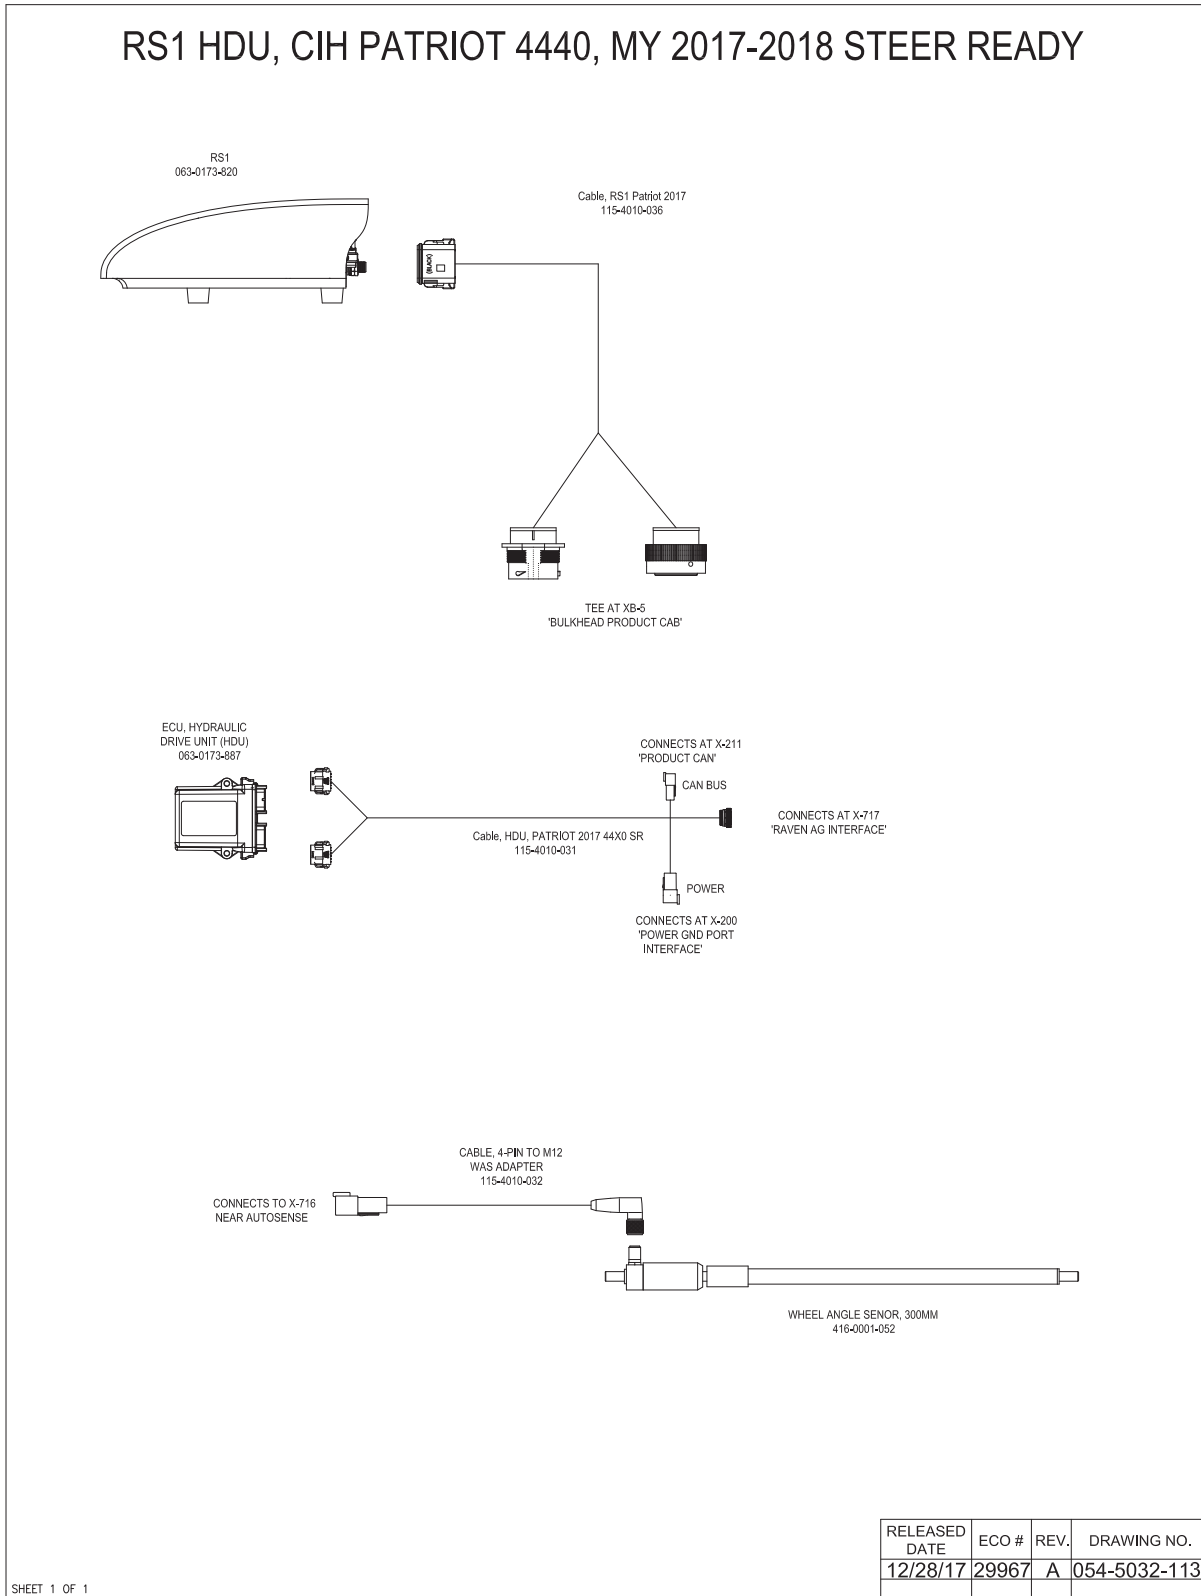 RS1 HDU, CIH PATRIOT 4440, MY 2017-2018 STEER READY
RS1
063-0173-820
Cable, RS1 Patriot 2017
115-4010-036
(BLACK)
TEE AT XB-5
'BULKHEAD PRODUCT CAB'
ECU, HYDRAULIC
DRIVE UNIT (HDU)
063-0173-887
CONNECTS AT X-211
'PRODUCT CAN'
CAN BUS
CONNECTS AT X-717
'RAVEN AG INTERFACE'
Cable, HDU, PATRIOT 2017 44X0 SR
115-4010-031
POWER
CONNECTS AT X-200
'POWER GND PORT
INTERFACE'
CABLE, 4-PIN TO M12
WAS ADAPTER
115-4010-032
CONNECTS TO X-716
NEAR AUTOSENSE
WHEEL ANGLE SENOR, 300MM
416-0001-052
RELEASED
DATE
ECO #
REV.
DRAWING NO.
12/28/17
29967
A
054-5032-113
SHEET 1 OF 1